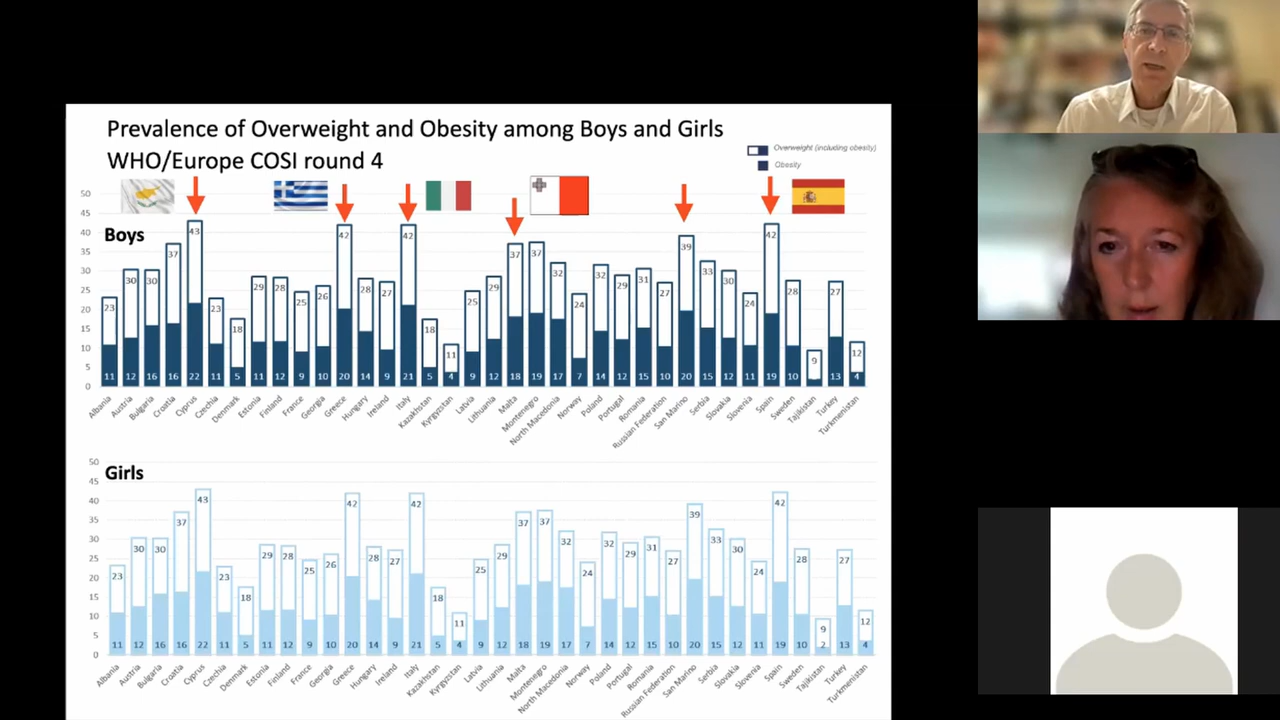 Prevalence of Overweight and Obesity among Boys and Girls
WHO/Europe COSI round 4
Overweight (including obesity)
Obesity
Boys
50
45
40
35
30
25
20
15
10
5
0
23 30 30 37 43 23 18 29 28 25 26 42 28 27 42 18 11 25 29 37 37 32 24 32 29 31 27 39 33 30 24 42 28 9 27 12
11 12 16 16 22 11 5 11 12 9 10 20 14 9 21 5 4 9 12 18 19 17 7 14 12 15 10 20 15 12 11 19 10 13 4
Albania Austria Bulgaria Croatia Cyprus Czechia Denmark Estonia Finland France Georgia Greece Hungary Ireland Italy Kazakhstan Kyrgyzstan Latvia Lithuania Malta Montenegro North Macedonia Norway Poland Portugal Romania Russian Federation San Marino Serbia Slovakia Slovenia Spain Sweden Tajikistan Turkey Turkmenistan
Girls
50
45
40
35
30
25
20
15
10
5
0
23 30 30 37 43 23 18 29 28 25 26 42 28 27 42 18 11 25 29 37 37 32 24 32 29 31 27 39 33 30 24 42 28 9 27 12
11 12 16 16 22 11 5 11 12 9 10 20 14 9 21 5 4 9 12 18 19 17 7 14 12 15 10 20 15 12 11 19 10 2 13 4
Albania Austria Bulgaria Croatia Cyprus Czechia Denmark Estonia Finland France Georgia Greece Hungary Ireland Italy Kazakhstan Kyrgyzstan Latvia Lithuania Malta Montenegro North Macedonia Norway Poland Portugal Romania Russian Federation San Marino Serbia Slovakia Slovenia Spain Sweden Tajikistan Turkey Turkmenistan